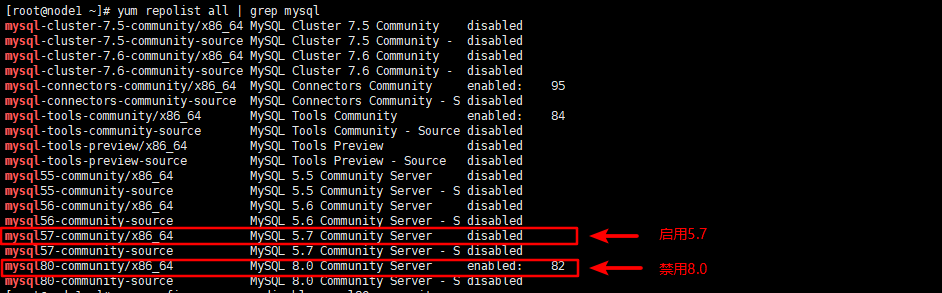 [root@node1 ~]# yum repolist all | grep mysql
mysql-cluster-7.5-community/x86_64 MySQL Cluster 7.5 Community    disabled
mysql-cluster-7.5-community-source MySQL Cluster 7.5 Community -  disabled
mysql-cluster-7.6-community/x86_64 MySQL Cluster 7.6 Community    disabled
mysql-cluster-7.6-community-source MySQL Cluster 7.6 Community -  disabled
mysql-connectors-community/x86_64  MySQL Connectors Community     enabled:    95
mysql-connectors-community-source  MySQL Connectors Community - S disabled
mysql-tools-community/x86_64       MySQL Tools Community          enabled:    84
mysql-tools-community-source       MySQL Tools Community - Source disabled
mysql-tools-preview/x86_64         MySQL Tools Preview            disabled
mysql-tools-preview-source         MySQL Tools Preview - Source   disabled
mysql55-community/x86_64           MySQL 5.5 Community Server     disabled
mysql55-community-source           MySQL 5.5 Community Server - S disabled
mysql56-community/x86_64           MySQL 5.6 Community Server     disabled
mysql56-community-source           MySQL 5.6 Community Server - S disabled
mysql57-community/x86_64           MySQL 5.7 Community Server     disabled 启用5.7
mysql57-community-source           MySQL 5.7 Community Server - S disabled
mysql80-community/x86_64           MySQL 8.0 Community Server     enabled:    82 禁用8.0
mysql80-community-source           MySQL 8.0 Community Server - S disabled